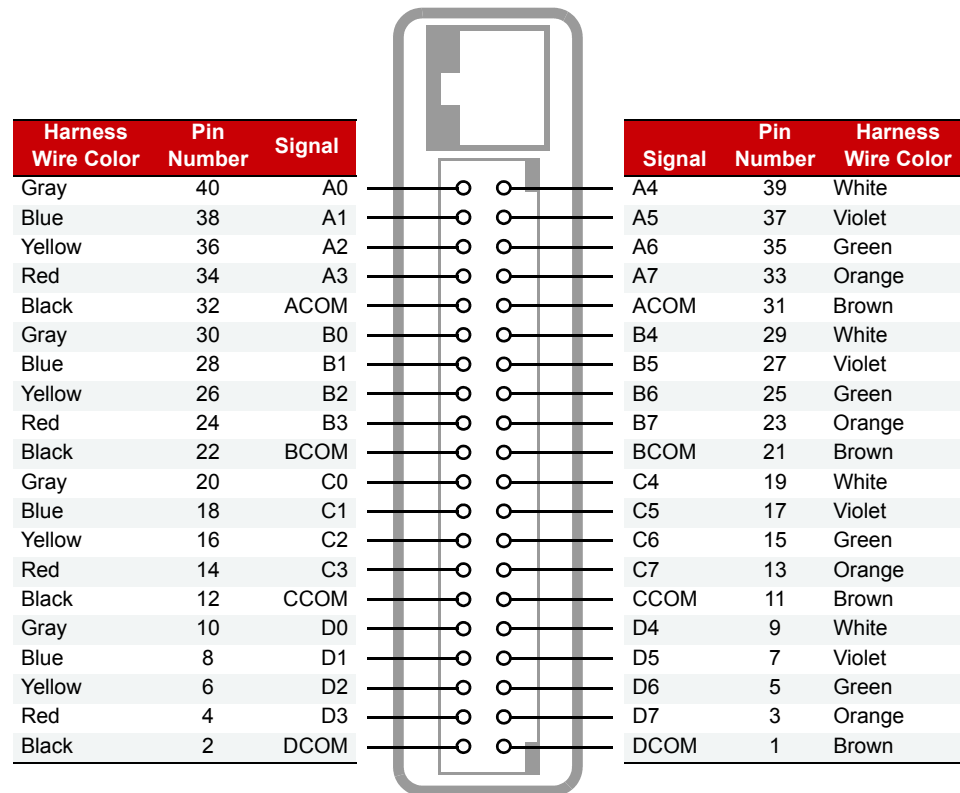 Harness Wire Color Pin Number Signal Signal Pin Number Harness Wire Color
Gray 40 A0 A4 39 White
Blue 38 A1 A5 37 Violet
Yellow 36 A2 A6 35 Green
Red 34 A3 A7 33 Orange
Black 32 ACOM ACOM 31 Brown
Gray 30 B0 B4 29 White
Blue 28 B1 B5 27 Violet
Yellow 26 B2 B6 25 Green
Red 24 B3 B7 23 Orange
Black 22 BCOM BCOM 21 Brown
Gray 20 C0 C4 19 White
Blue 18 C1 C5 17 Violet
Yellow 16 C2 C6 15 Green
Red 14 C3 C7 13 Orange
Black 12 CCOM CCOM 11 Brown
Gray 10 D0 D4 9 White
Blue 8 D1 D5 7 Violet
Yellow 6 D2 D6 5 Green
Red 4 D3 D7 3 Orange
Black 2 DCOM DCOM 1 Brown